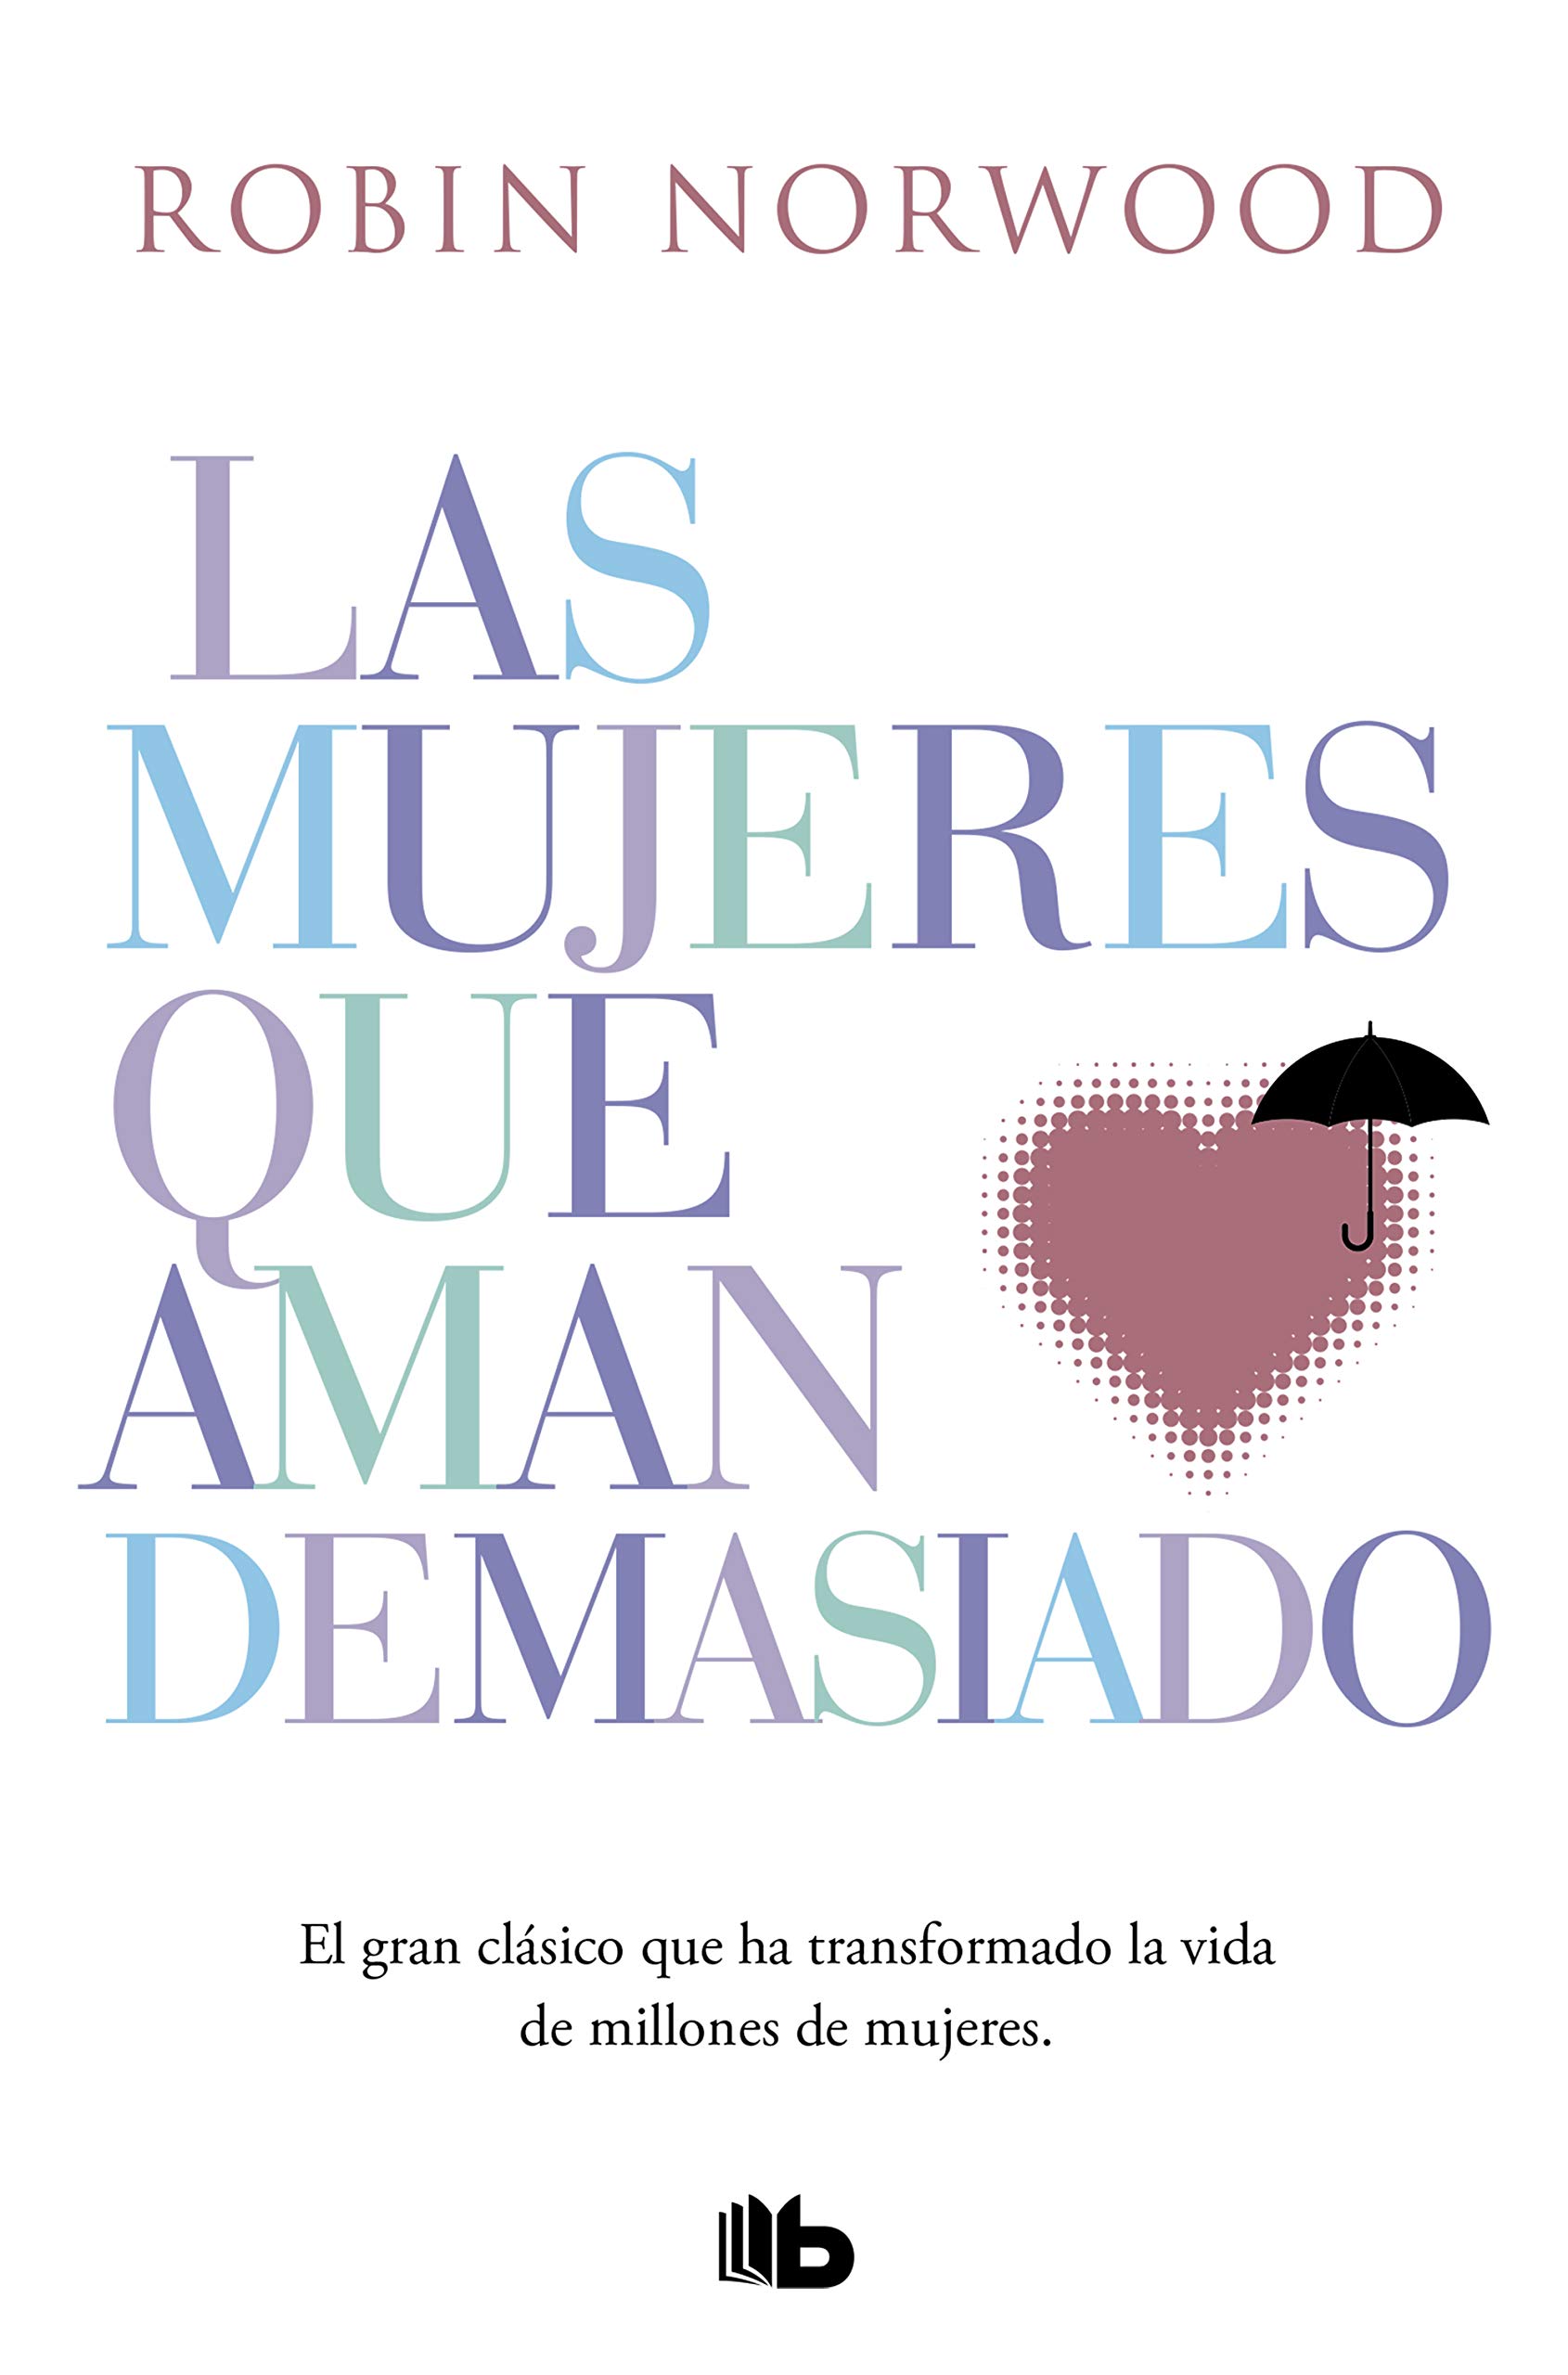 ROBIN NORWOOD
LAS
MUJERES
QUE
AMAN
DEMASIADO
El gran clásico que ha transformado la vida
de millones de mujeres.
b